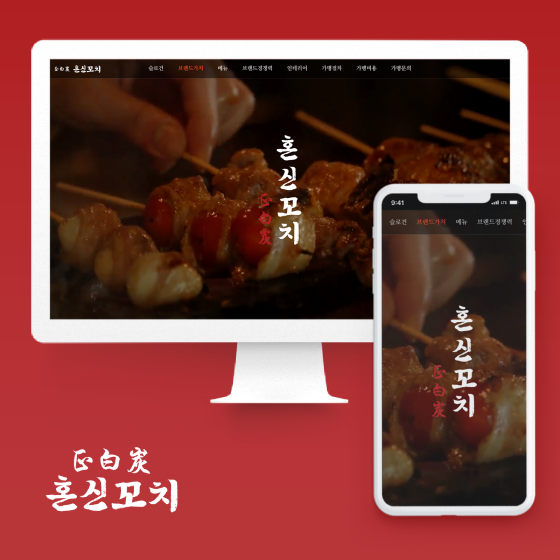 正白炭 혼신꼬치
슬로건 브랜드가치 메뉴 브랜드경쟁력 인테리어 가맹절차 가맹비용 가맹문의
혼신꼬치
正白炭
9:41 LTE
슬로건 브랜드가치 메뉴 브랜드경쟁력
혼신꼬치
正白炭
正白炭
혼신꼬치